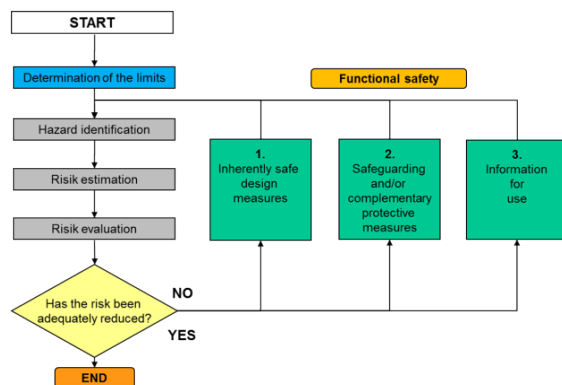 START
Determination of the limits
Functional safety
Hazard identification
Risik estimation
Risik evaluation
1.
Inherently safe
design
measures
2.
Safeguarding
and/or
complementary
protective
measures
3.
Information
for
use
Has the risk been
adequately reduced?
NO
YES
END